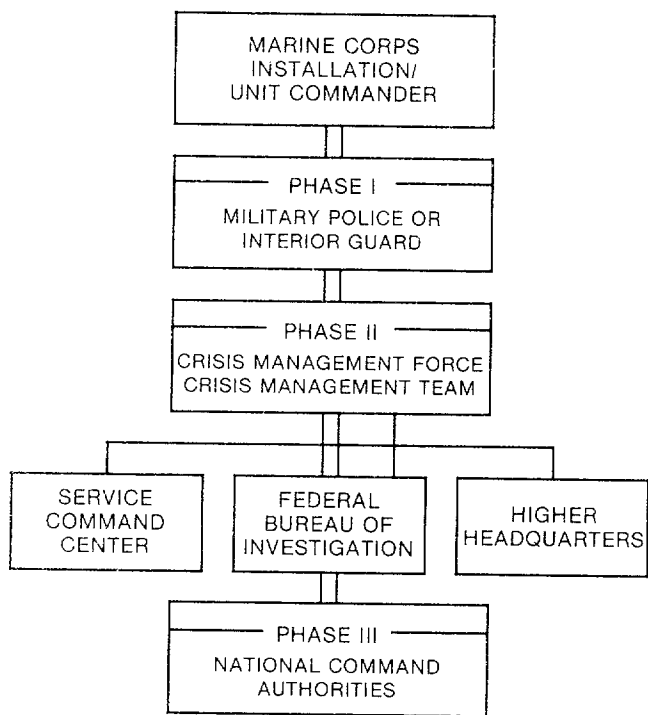 MARINE CORPS
INSTALLATION/
UNIT COMMANDER
PHASE I
MILITARY POLICE OR
INTERIOR GUARD
PHASE II
CRISIS MANAGEMENT FORCE
CRISIS MANAGEMENT TEAM
SERVICE
COMMAND
CENTER
FEDERAL
BUREAU OF
INVESTIGATION
HIGHER
HEADQUARTERS
PHASE III
NATIONAL COMMAND
AUTHORITIES